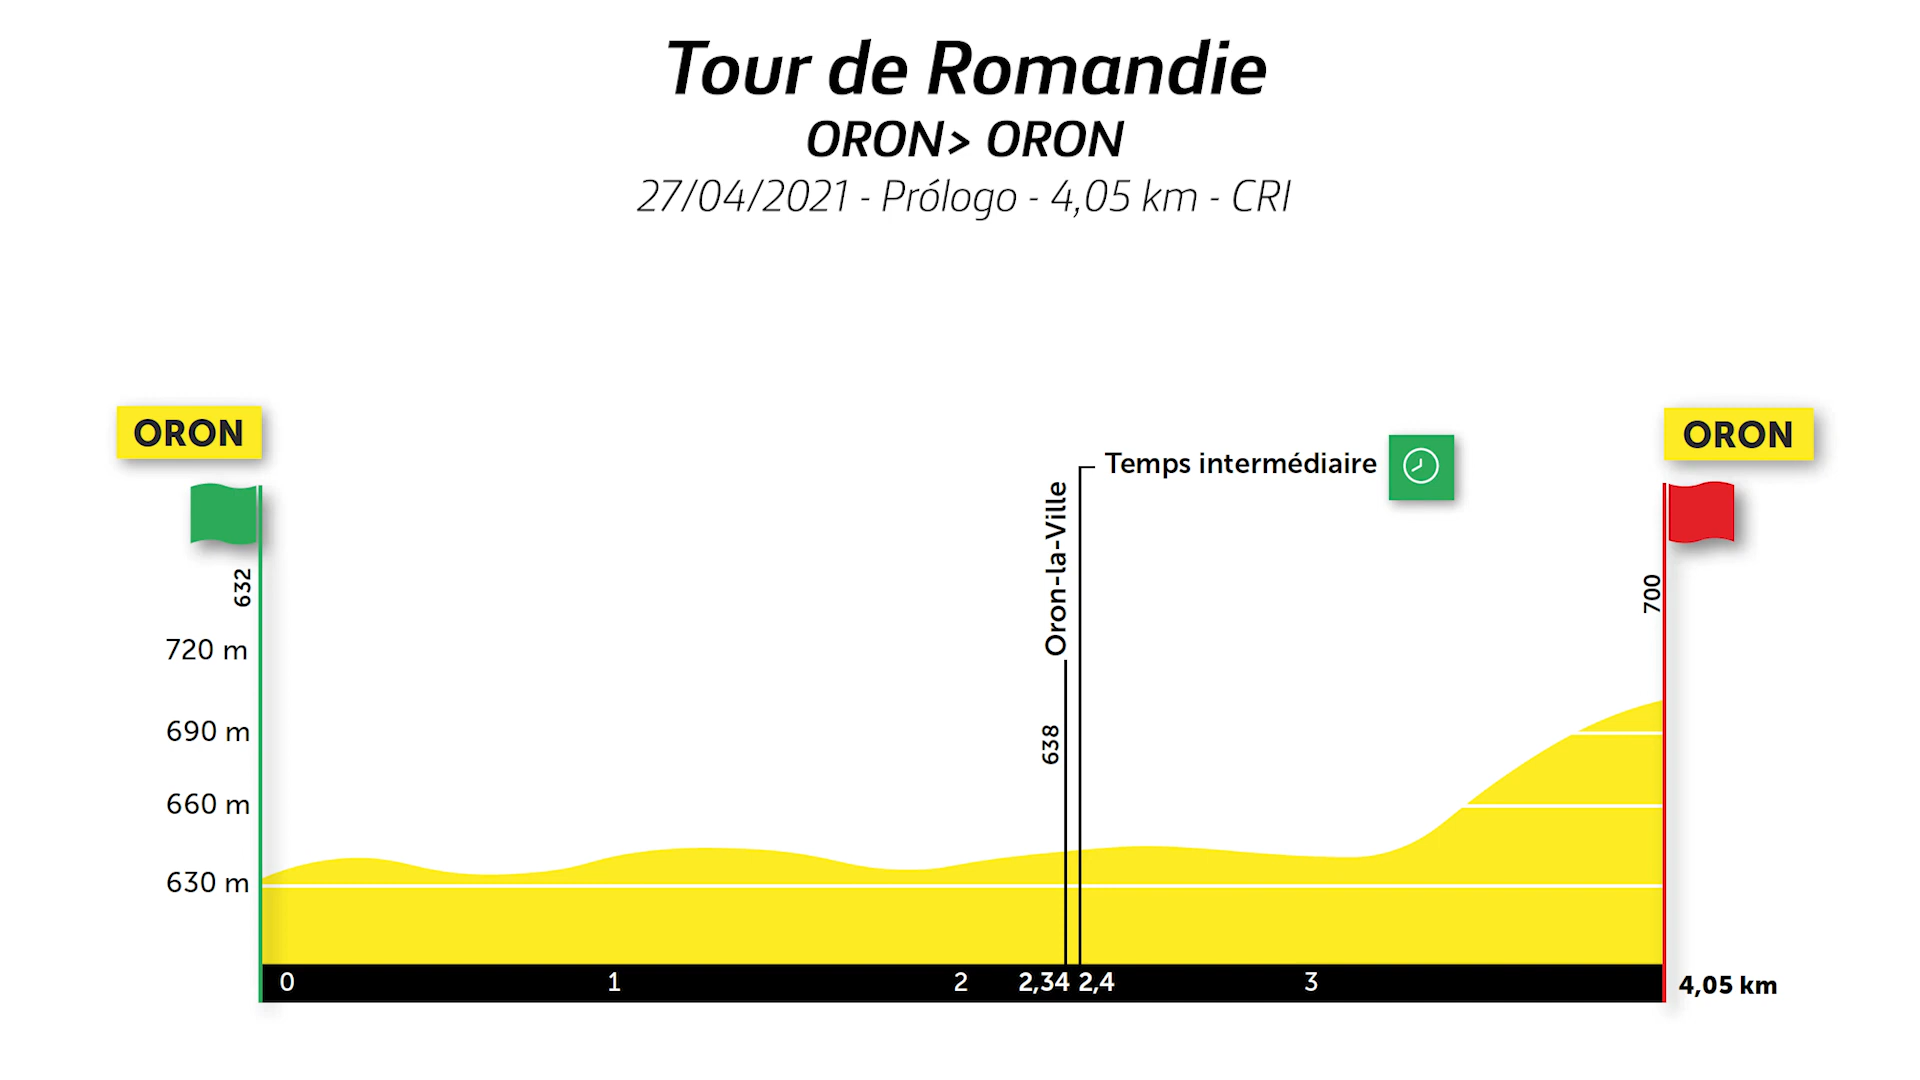 Tour de Romandie
ORON> ORON
27/04/2021 - Prólogo - 4,05 km - CRI
ORON
ORON
Temps intermédiaire
Oron-la-Ville
632
700
638
720 m
690 m
660 m
630 m
0 1 2 2,34 2,4 3 4,05 km